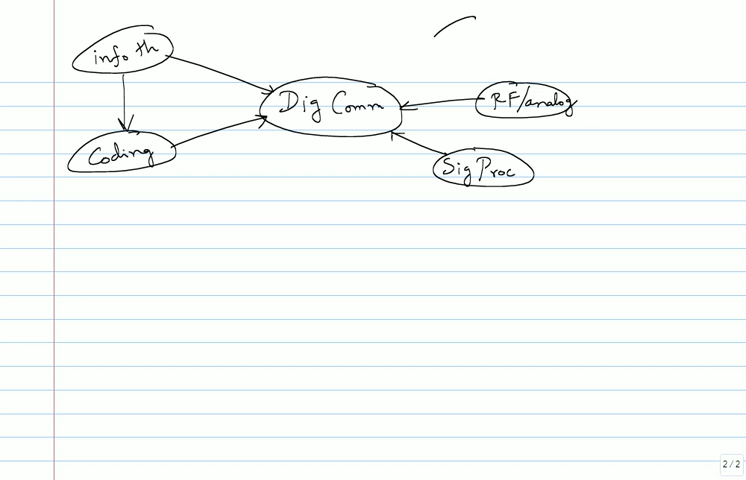 info th
Dig Comm
RF/analog
Coding
Sig Proc
2/2